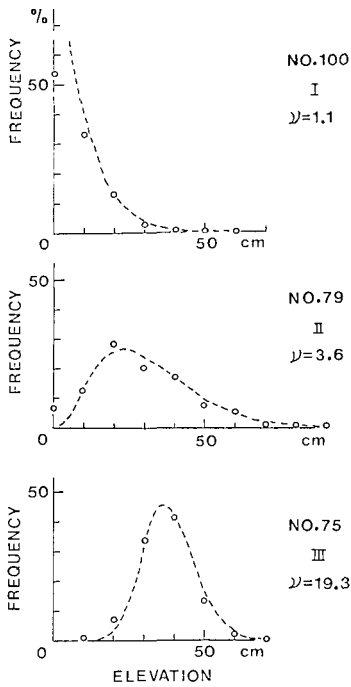 %
50
FREQUENCY
0
50 cm
NO.100
I
ν=1.1
50
FREQUENCY
0
50
cm
NO.79
II
ν=3.6
50
FREQUENCY
0
50 cm
NO.75
III
ν=19.3
ELEVATION